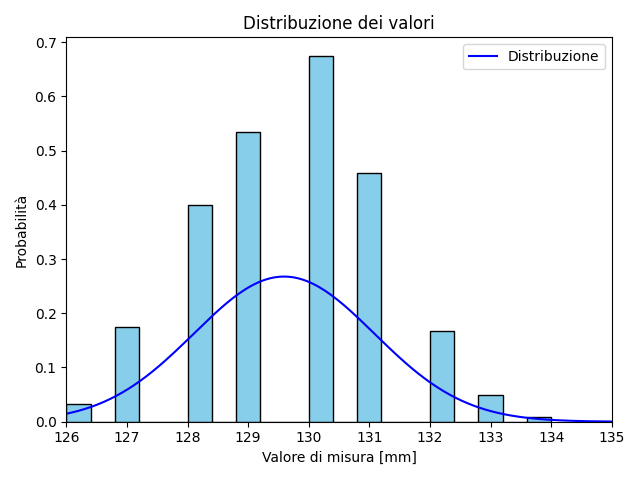 Distribuzione dei valori
Distribuzione
Probabilità
0.7
0.6
0.5
0.4
0.3
0.2
0.1
0.0
126 127 128 129 130 131 132 133 134 135
Valore di misura [mm]